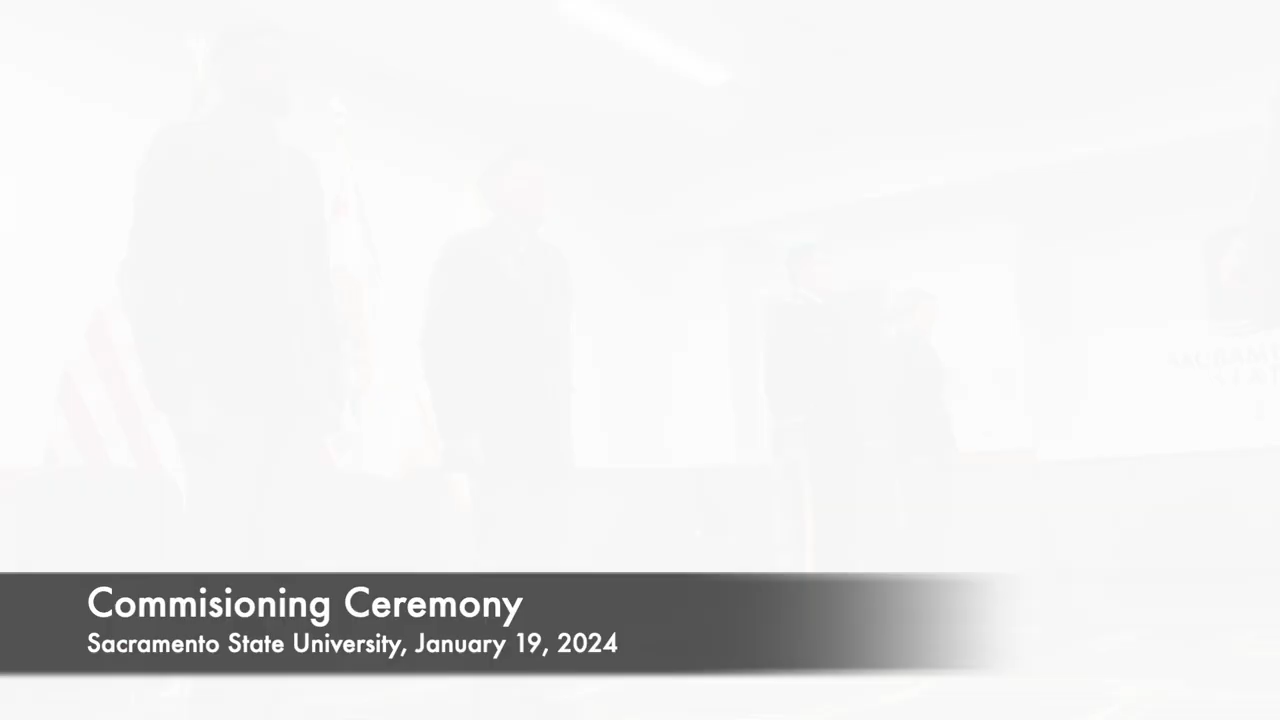 Commisioning Ceremony
Sacramento State University, January 19, 2024